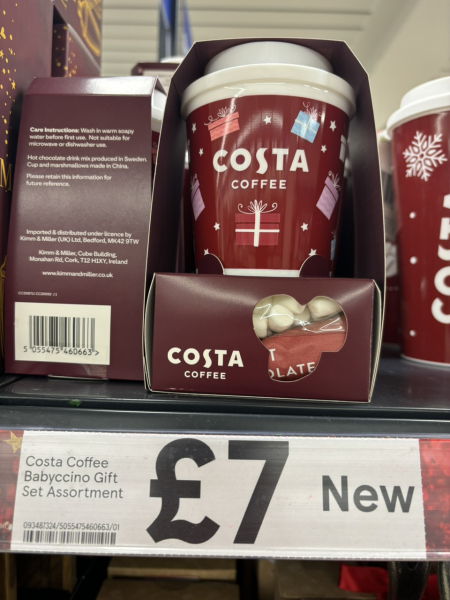 Care Instructions: Wash in warm soapy
water before first use. Not suitable for
microwave or dishwasher use.
Hot chocolate drink mix produced in Sweden.
Cup and marshmallows made in China.
Please retain this information for
future reference.
Imported & distributed under licence by
Kimm & Miller (UK) Ltd, Bedford, MK42 9TW
Kimm & Miller, Cube Building,
Monahan Rd, Cork, T12 H1XY, Ireland
www.kimmandmiller.co.uk
5 055475 460663 >
COSTA
COFFEE
COSTA
COFFEE
OLATE
Costa Coffee
Babyccino Gift
Set Assortment
£7
New
093487324/5055475460663/01